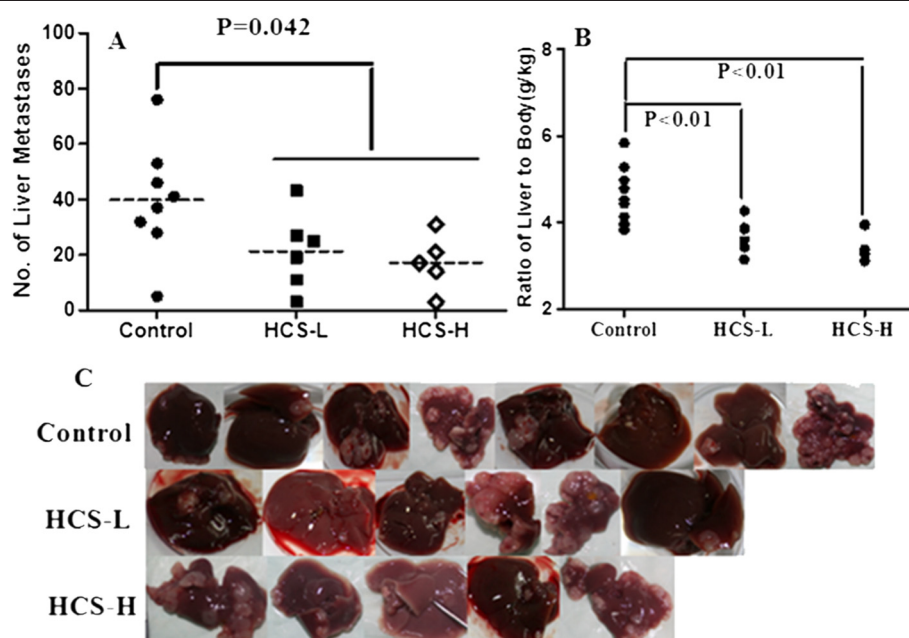 A
P=0.042
No. of Liver Metastases
100
80
60
40
20
0
Control
HCS-L
HCS-H
B
P<0.01
P<0.01
Ratio of Liver to Body(g/kg)
8
6
4
2
Control
HCS-L
HCS-H
C
Control
HCS-L
HCS-H